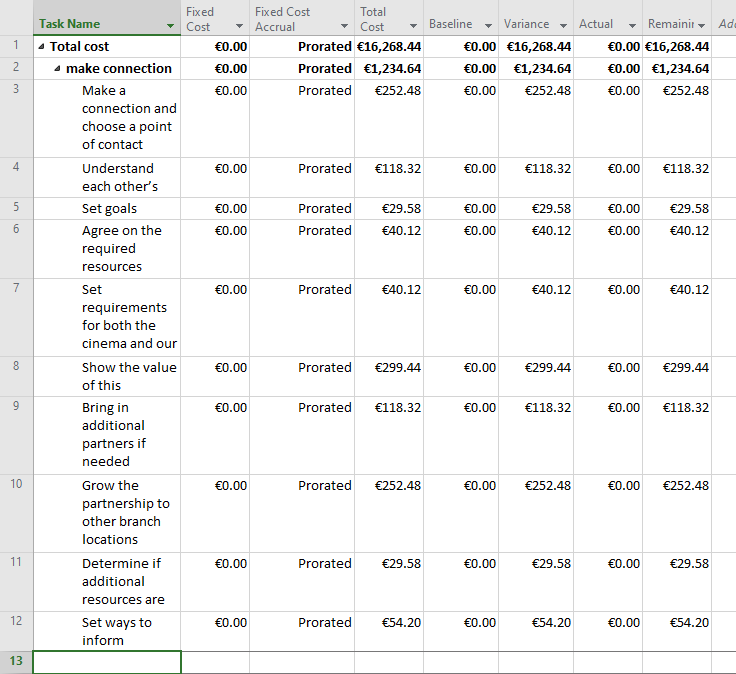 Task Name Fixed Cost Fixed Cost Accrual Total Cost Baseline Variance Actual Remainir Add
1 Total cost €0.00 Prorated €16,268.44 €0.00 €16,268.44 €0.00 €16,268.44
2 make connection €0.00 Prorated €1,234.64 €0.00 €1,234.64 €0.00 €1,234.64
3 Make a €0.00 Prorated €252.48 €0.00 €252.48 €0.00 €252.48
connection and
choose a point
of contact
4 Understand €0.00 Prorated €118.32 €0.00 €118.32 €0.00 €118.32
each other's
5 Set goals €0.00 Prorated €29.58 €0.00 €29.58 €0.00 €29.58
6 Agree on the €0.00 Prorated €40.12 €0.00 €40.12 €0.00 €40.12
required
resources
7 Set €0.00 Prorated €40.12 €0.00 €40.12 €0.00 €40.12
requirements
for both the
cinema and our
8 Show the value €0.00 Prorated €299.44 €0.00 €299.44 €0.00 €299.44
of this
9 Bring in €0.00 Prorated €118.32 €0.00 €118.32 €0.00 €118.32
additional
partners if
needed
10 Grow the €0.00 Prorated €252.48 €0.00 €252.48 €0.00 €252.48
partnership to
other branch
locations
11 Determine if €0.00 Prorated €29.58 €0.00 €29.58 €0.00 €29.58
additional
resources are
12 Set ways to €0.00 Prorated €54.20 €0.00 €54.20 €0.00 €54.20
inform
13